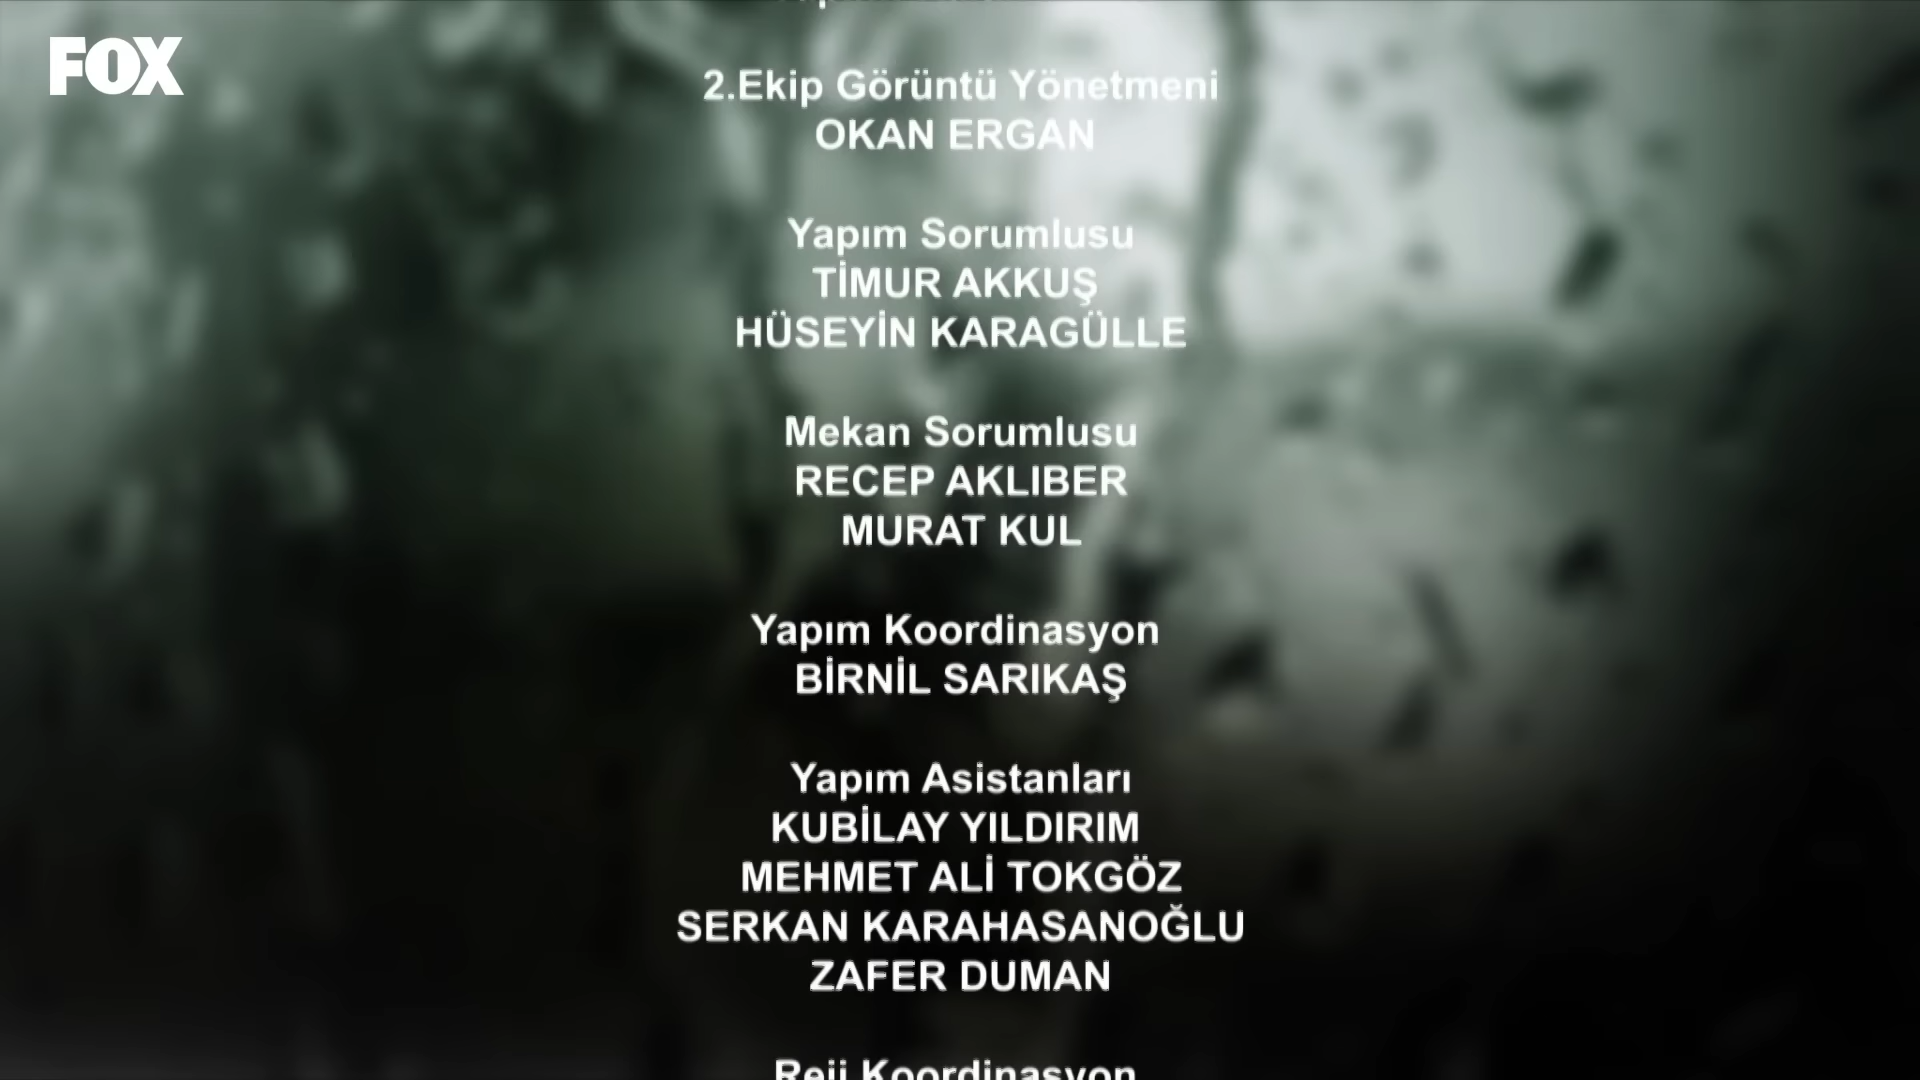 FOX
2.Ekip Görüntü Yönetmeni
OKAN ERGAN
Yapım Sorumlusu
TİMUR AKKUŞ
HÜSEYİN KARAGÜLLE
Mekan Sorumlusu
RECEP AKLIBER
MURAT KUL
Yapım Koordinasyon
BİRNİL SARIKAŞ
Yapım Asistanları
KUBİLAY YILDIRIM
MEHMET ALİ TOKGÖZ
SERKAN KARAHASANOĞLU
ZAFER DUMAN
Reji Koordinasyon